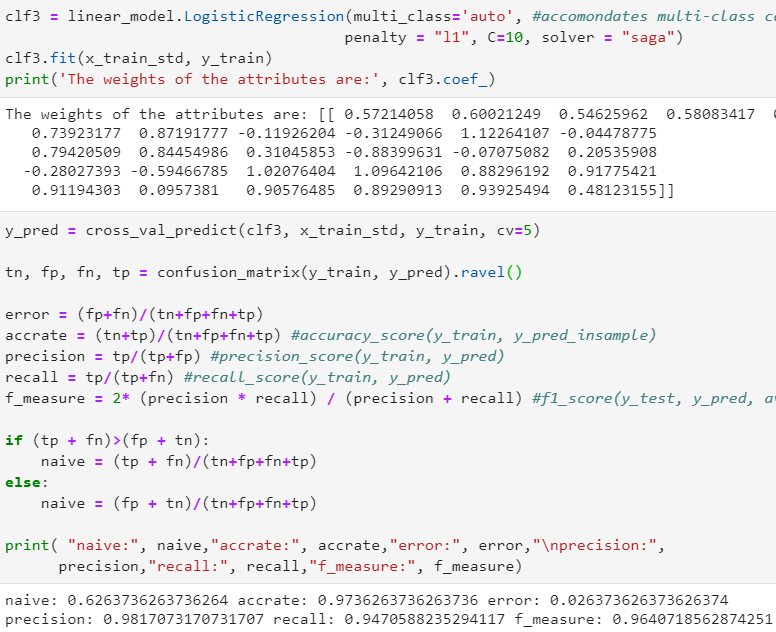 clf3 = linear_model.LogisticRegression(multi_class='auto', #accomondates multi-class
penalty = "l1", C=10, solver = "saga")
clf3.fit(x_train_std, y_train)
print('The weights of the attributes are:', clf3.coef_)
The weights of the attributes are: [[ 0.57214058 0.60021249 0.54625962 0.58083417
0.73923177 0.87191777 -0.11926204 -0.31249066 1.12264107 -0.04478775
0.79420509 0.84454986 0.31045853 -0.88399631 -0.07075082 0.20535908
-0.28027393 -0.59466785 1.02076404 1.09642106 0.88296192 0.91775421
0.91194303 0.0957381 0.90576485 0.89290913 0.93925494 0.48123155]]
y_pred = cross_val_predict(clf3, x_train_std, y_train, cv=5)
tn, fp, fn, tp = confusion_matrix(y_train, y_pred).ravel()
error = (fp+fn)/(tn+fp+fn+tp)
accrate = (tn+tp)/(tn+fp+fn+tp) #accuracy_score(y_train, y_pred_insample)
precision = tp/(tp+fp) #precision_score(y_train, y_pred)
recall = tp/(tp+fn) #recall_score(y_train, y_pred)
f_measure = 2* (precision * recall) / (precision + recall) #f1_score(y_test, y_pred,
if (tp + fn)>(fp + tn):
naive = (tp + fn)/(tn+fp+fn+tp)
else:
naive = (fp + tn)/(tn+fp+fn+tp)
print( "naive:", naive,"accrate:", accrate,"error:", error,"\nprecision:",
precision,"recall:", recall,"f_measure:", f_measure)
naive: 0.6263736263736264 accrate: 0.9736263736263736 error: 0.026373626373626374
precision: 0.9817073170731707 recall: 0.9470588235294117 f_measure: 0.9640718562874251